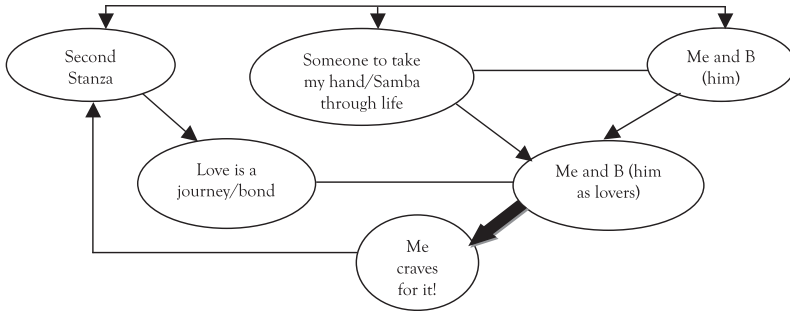 Second
Stanza
Someone to take
my hand/Samba
through life
Me and B
(him)
Love is a
journey/bond
Me and B (him
as lovers)
Me
craves
for it!